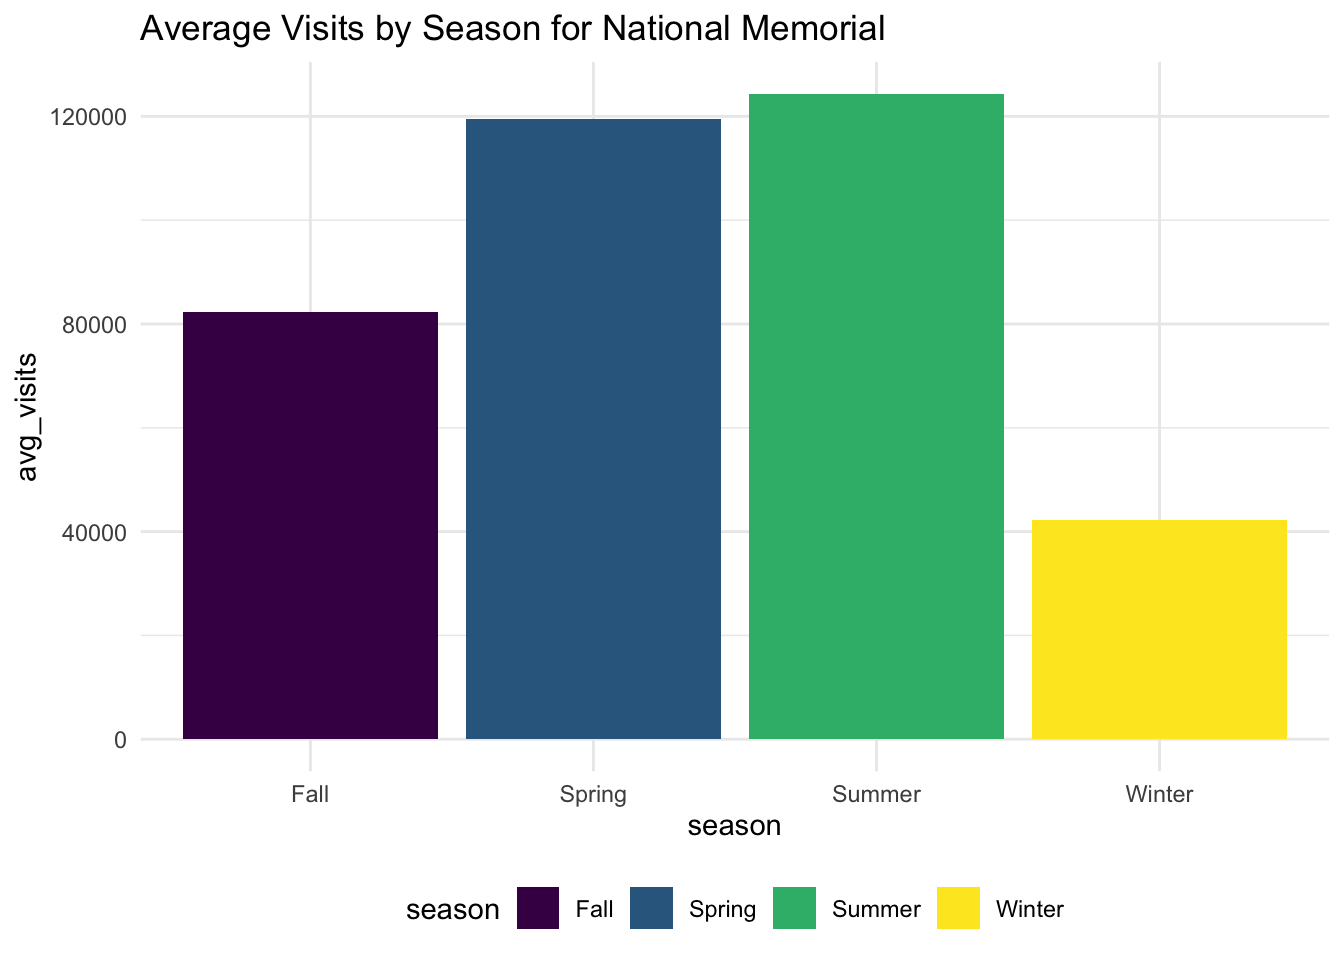 Average Visits by Season for National Memorial
120000
80000
40000
0
avg_visits
Fall Spring Summer Winter
season
season Fall Spring Summer Winter